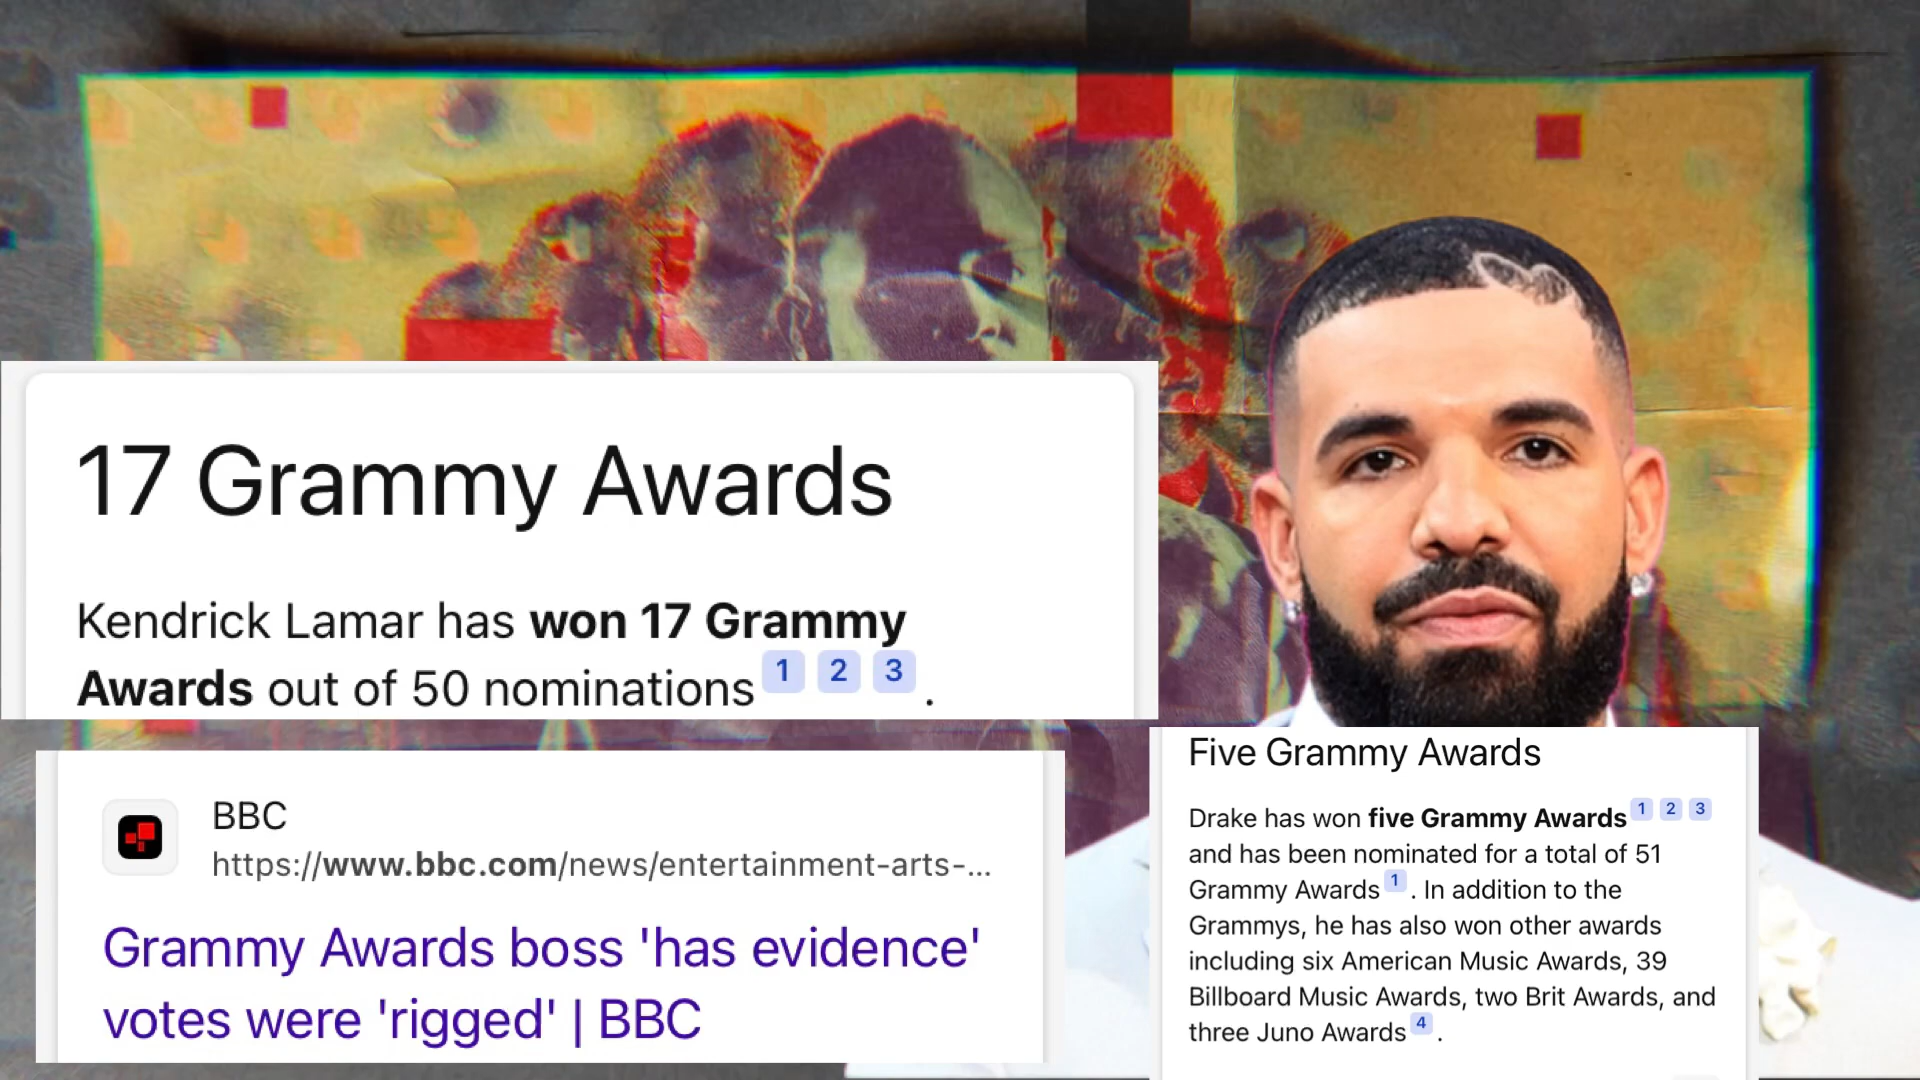 17 Grammy Awards
Kendrick Lamar has won 17 Grammy
Awards out of 50 nominations 1 2 3 .
BBC
https://www.bbc.com/news/entertainment-arts-...
Grammy Awards boss 'has evidence'
votes were 'rigged' | BBC
Five Grammy Awards
Drake has won five Grammy Awards 1 2 3
and has been nominated for a total of 51
Grammy Awards 1 . In addition to the
Grammys, he has also won other awards
including six American Music Awards, 39
Billboard Music Awards, two Brit Awards, and
three Juno Awards 4 .